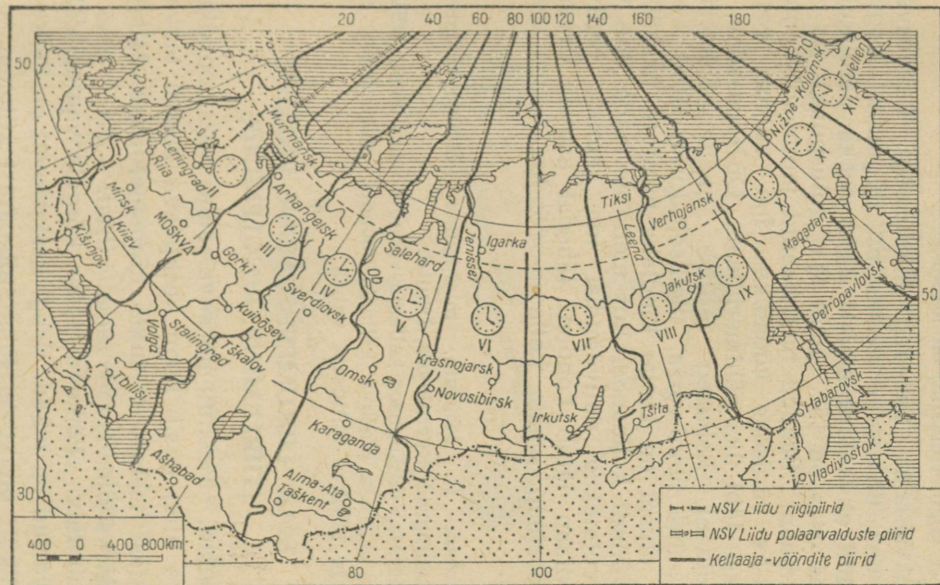 20 40 60 80 100 120 140 160 180
50
170
Uellen
Nižne-Kolõmsk
XII
XI
Murmansk
Leningrad
Riia
II
Arhangelsk
III
Minsk
MOSKVA
Kiiev
Kišinjov
Gorki
IV
Salehard
Ob
Jenissei
Igarka
Tiksi
Leena
Verhojansk
X
Magadan
Petropavlovsk
50
Sverdlovsk
V
VI
VII
VIII
Jakutsk
IX
Kuibõšev
Volga
Stalingrad
Tškalov
Tbilisi
Omsk
Krasnojarsk
Novosibirsk
Irkutsk
Tšita
Habarovsk
Karaganda
Vladivostok
Ašhabad
Alma-Ata
Taškent
30
400 0 400 800km
80
100
NSV Liidu riigipiirid
NSV Liidu polaarvalduste piirid
Kellaaja-vööndite piirid